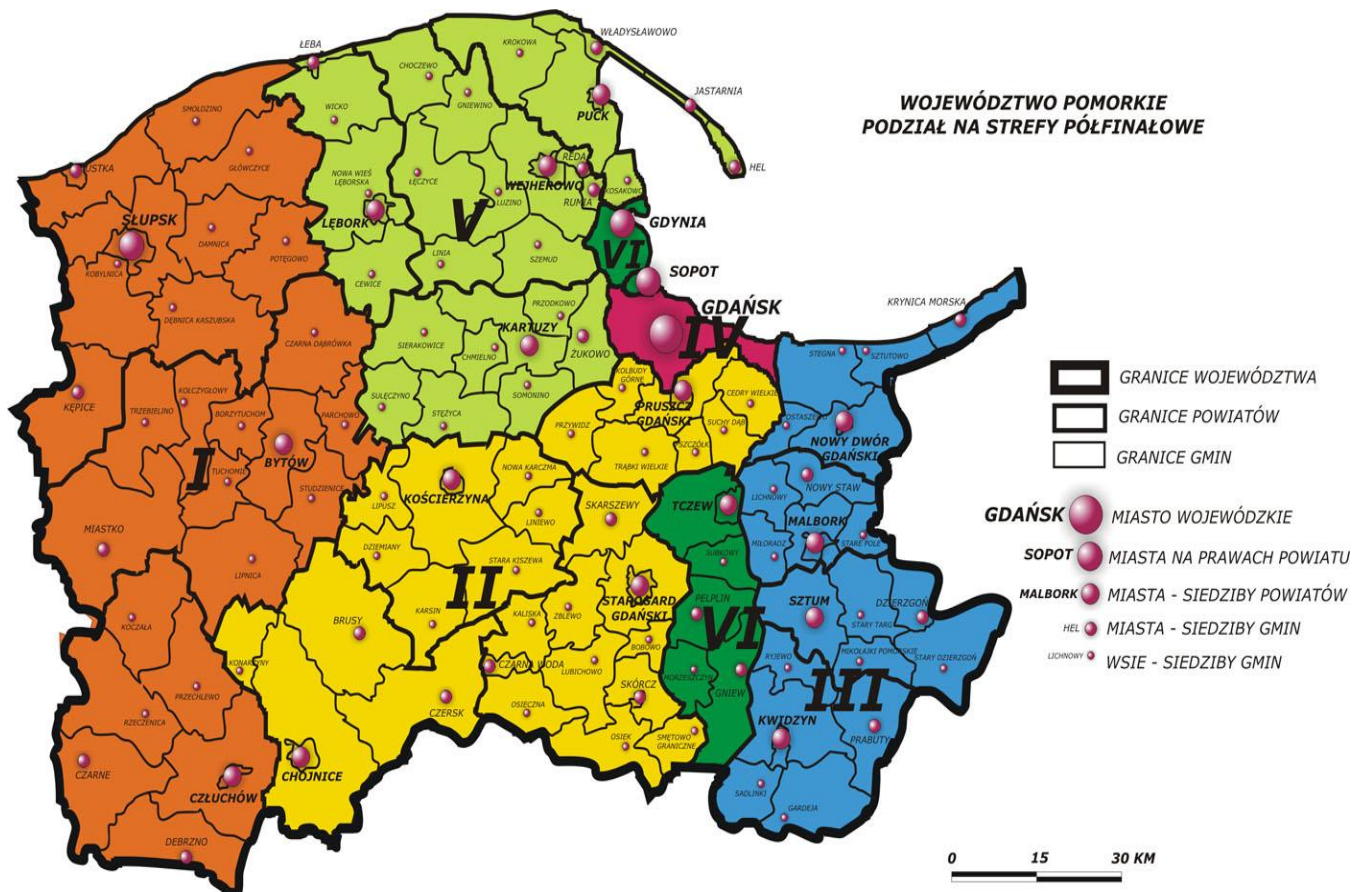 WOJEWÓDZTWO POMORKIE
PODZIAŁ NA STREFY PÓŁFINAŁOWE
ŁEBA
CHOCZEWO
KROKOWA
WŁADYSŁAWOWO
JASTARNIA
HEL
SMOŁDZINO
WICKO
GNIEWINO
PUCK
USTKA
GŁÓWCZYCE
NOWA WIEŚ
LĘBORSKA
ŁĘCZYCE
WEJHEROWO
REDA
RUMIA
KOSAKOWO
LUZINO
SŁUPSK
DAMNICA
LĘBORK
V
GDYNIA
KOBYLNICA
POTĘGOWO
CEWICE
LINIA
SZEMUD
VI
SOPOT
DĘBNICA KASZUBSKA
CZARNA DĄBRÓWKA
SIERAKOWICE
CHMIELNO
PRZODKOWO
KARTUZY
ŻUKOWO
GDAŃSK
IV
KRYNICA MORSKA
STEGNA
SZTUTOWO
KĘPICE
TRZEBIELINO
KOŁCZYGŁOWY
BORZYTUCHOM
PARCHOWO
SULĘCZYNO
STĘŻYCA
SOMONINO
KOLBUDY
GÓRNE
PRUSZCZ
GDAŃSKI
CEDRY WIELKIE
SUCHY DĄB
OSTASZEWO
NOWY DWÓR
GDAŃSKI
I
BYTÓW
TUCHOMIE
STUDZIENICE
PRZYWIDZ
TRĄBKI WIELKIE
PSZCZÓŁK
MIASTKO
LIPNICA
KOŚCIERZYNA
NOWA KARCZMA
LIPUSZ
LINIEWO
DZIEMIANY
STARA KISZEWA
SKARSZEWY
TCZEW
SUBKOWY
LICHNOWY
NOWY STAW
MALBORK
MIŁORADZ
STARE POLE
KOCZAŁA
KONARZYNY
BRUSY
KARSIN
II
KALISKA
ZBLEWO
STAROGARD
GDAŃSKI
PELPLIN
VI
SZTUM
DZIERZGOŃ
STARY TARG
PRZECHLEWO
RZECZENICA
CZARNA WODA
LUBICHOWO
BOBOWO
MORZESZCZYN
GNIEW
RYJEWO
MIKOŁAJKI POMORSKIE
STARY DZIERZGOŃ
III
CZERSK
OSIECZNA
SKÓRCZ
OSIEK
SMĘTOWO
GRANICZNE
KWIDZYN
PRABUTY
CZARNE
CZŁUCHÓW
CHOJNICE
SADLINKI
GARDEJA
DEBRZNO
GRANICE WOJEWÓDZTWA
GRANICE POWIATÓW
GRANICE GMIN
GDAŃSK MIASTO WOJEWÓDZKIE
SOPOT MIASTA NA PRAWACH POWIATU
MALBORK MIASTA - SIEDZIBY POWIATÓW
HEL MIASTA - SIEDZIBY GMIN
LICHNOWY WSIE - SIEDZIBY GMIN
0 15 30 KM